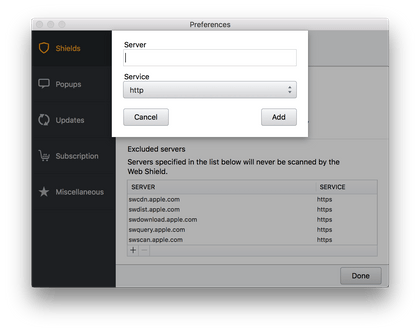 Preferences
Shields
Popups
Updates
Subscription
Miscellaneous
Server
Service
http
Cancel
Add
Excluded servers
Servers specified in the list below will never be scanned by the
Web Shield.
SERVER SERVICE
swcdn.apple.com https
swdist.apple.com https
swdownload.apple.com https
swquery.apple.com https
swscan.apple.com https
+ −
Done